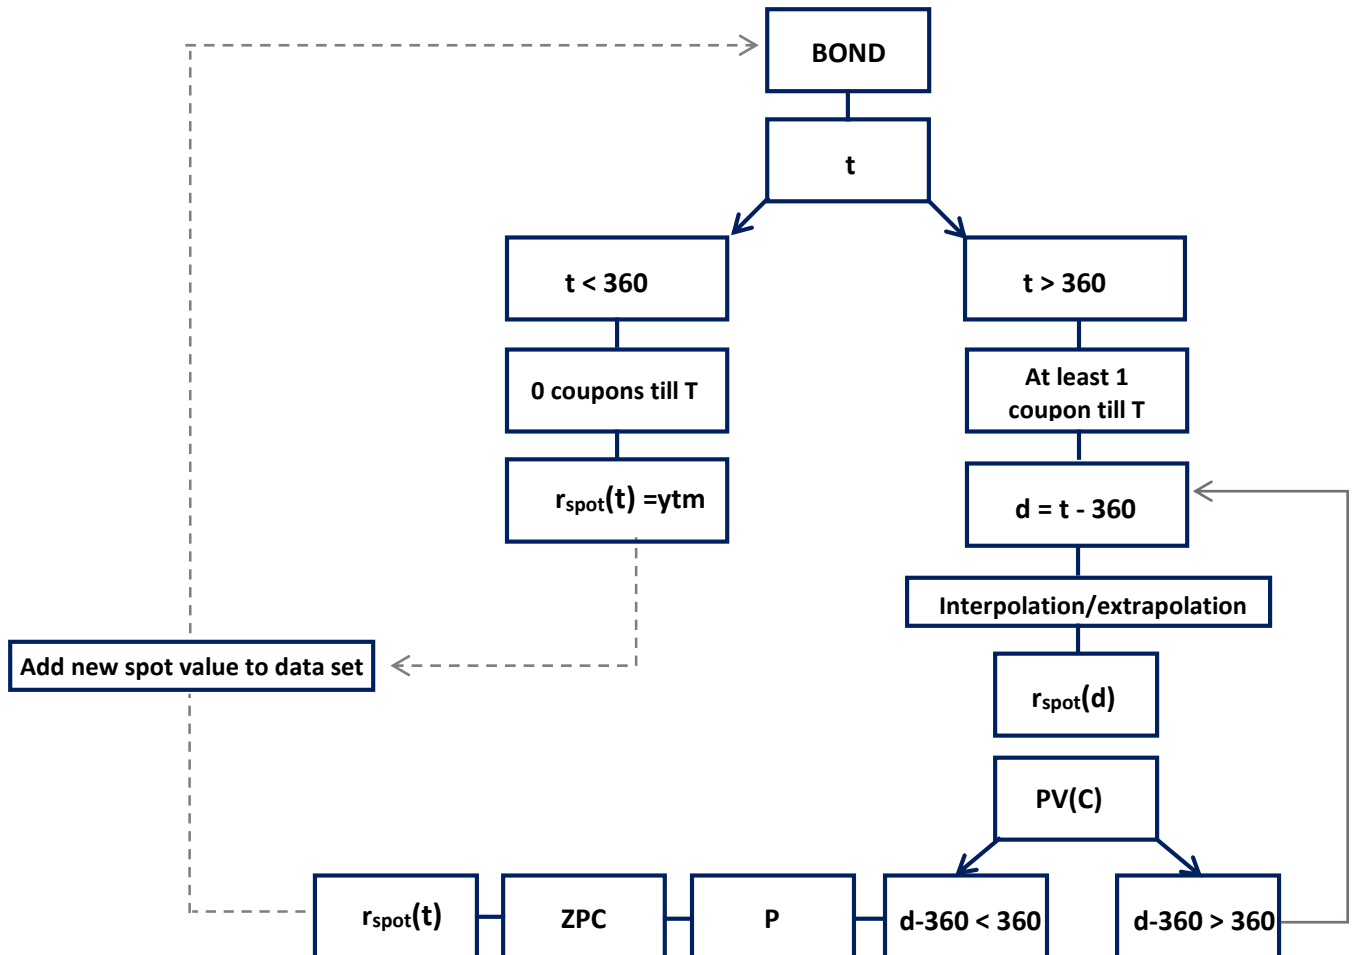 BOND
t
t < 360
t > 360
0 coupons till T
At least 1
coupon till T
rspot(t) =ytm
d = t - 360
Interpolation/extrapolation
Add new spot value to data set
rspot(d)
PV(C)
rspot(t)
ZPC
P
d-360 < 360
d-360 > 360